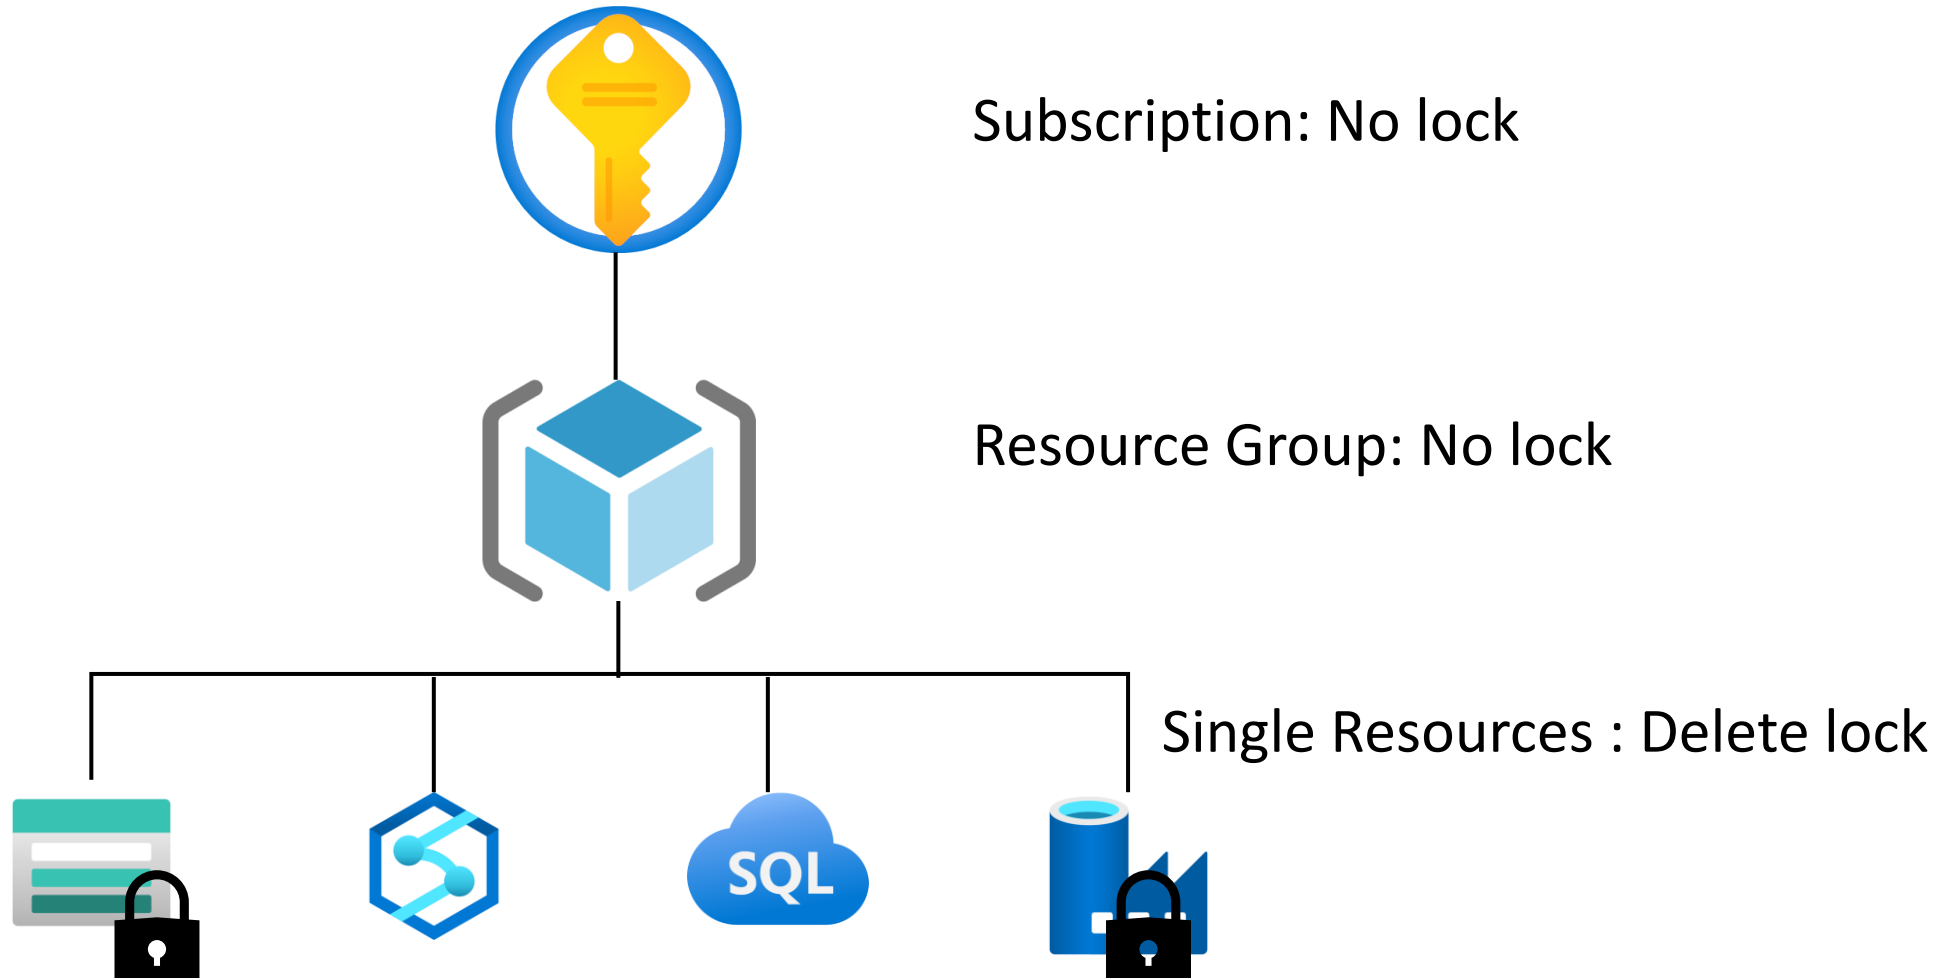 Subscription: No lock
Resource Group: No lock
Single Resources : Delete lock
SQL